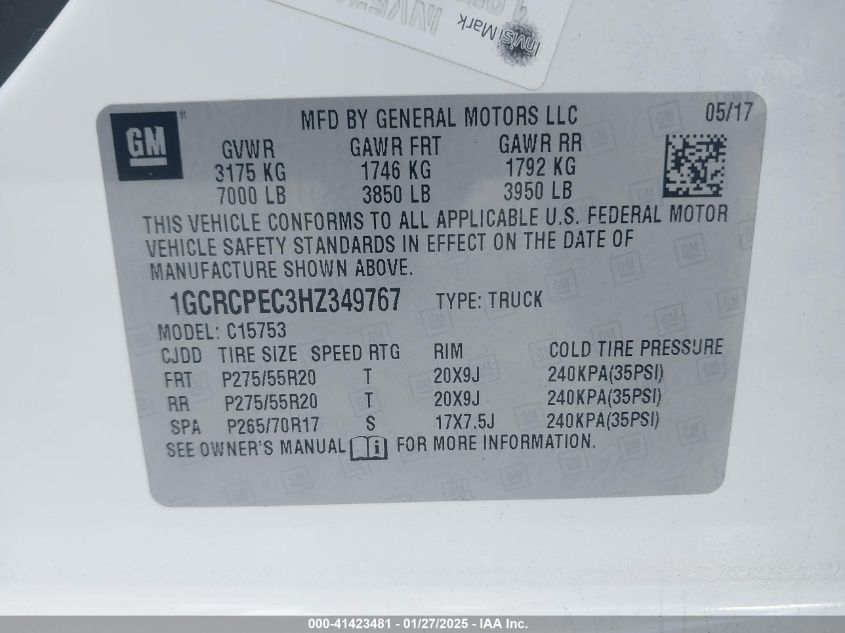 InvisiMark
GM
®
MFD BY GENERAL MOTORS LLC 05/17
GVWR GAWR FRT GAWR RR
3175 KG 1746 KG 1792 KG
7000 LB 3850 LB 3950 LB
THIS VEHICLE CONFORMS TO ALL APPLICABLE U.S. FEDERAL MOTOR
VEHICLE SAFETY STANDARDS IN EFFECT ON THE DATE OF
MANUFACTURE SHOWN ABOVE.
1GCRCPEC3HZ349767 TYPE: TRUCK
MODEL: C15753
CJDD TIRE SIZE SPEED RTG RIM COLD TIRE PRESSURE
FRT P275/55R20 T 20X9J 240KPA(35PSI)
RR P275/55R20 T 20X9J 240KPA(35PSI)
SPA P265/70R17 S 17X7.5J 240KPA(35PSI)
SEE OWNER'S MANUAL FOR MORE INFORMATION.
000-41423481 - 01/27/2025 - IAA Inc.